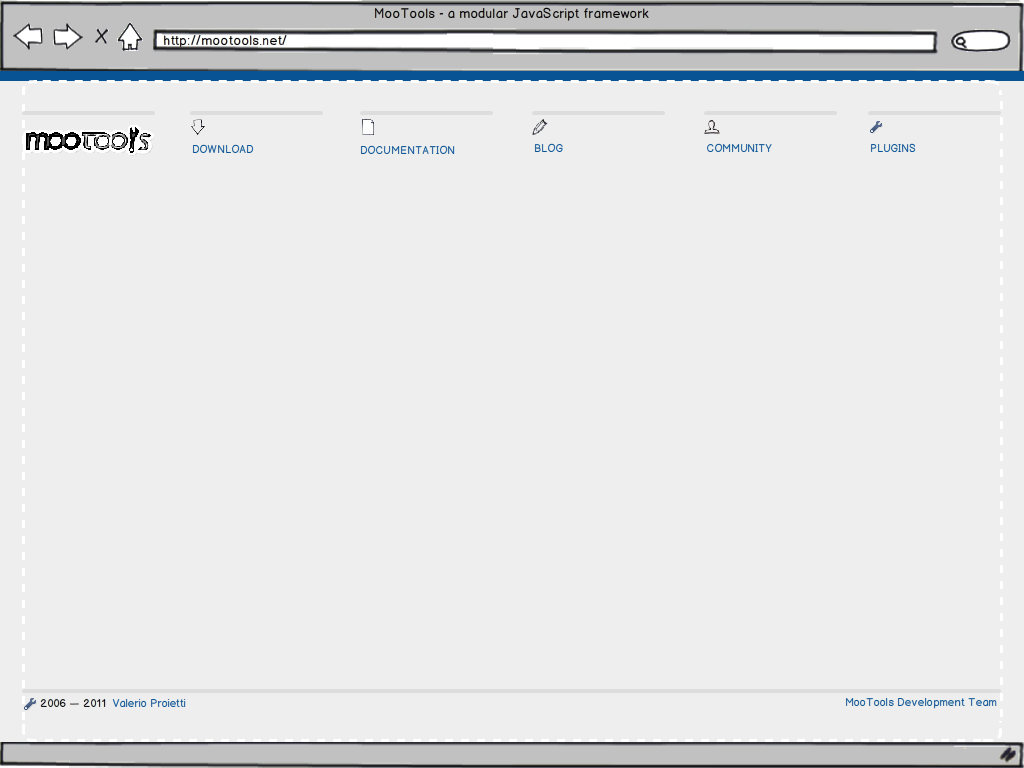 MooTools - a modular JavaScript framework
http://mootools.net/
mootools
DOWNLOAD
DOCUMENTATION
BLOG
COMMUNITY
PLUGINS
2006 — 2011 Valerio Proietti
MooTools Development Team